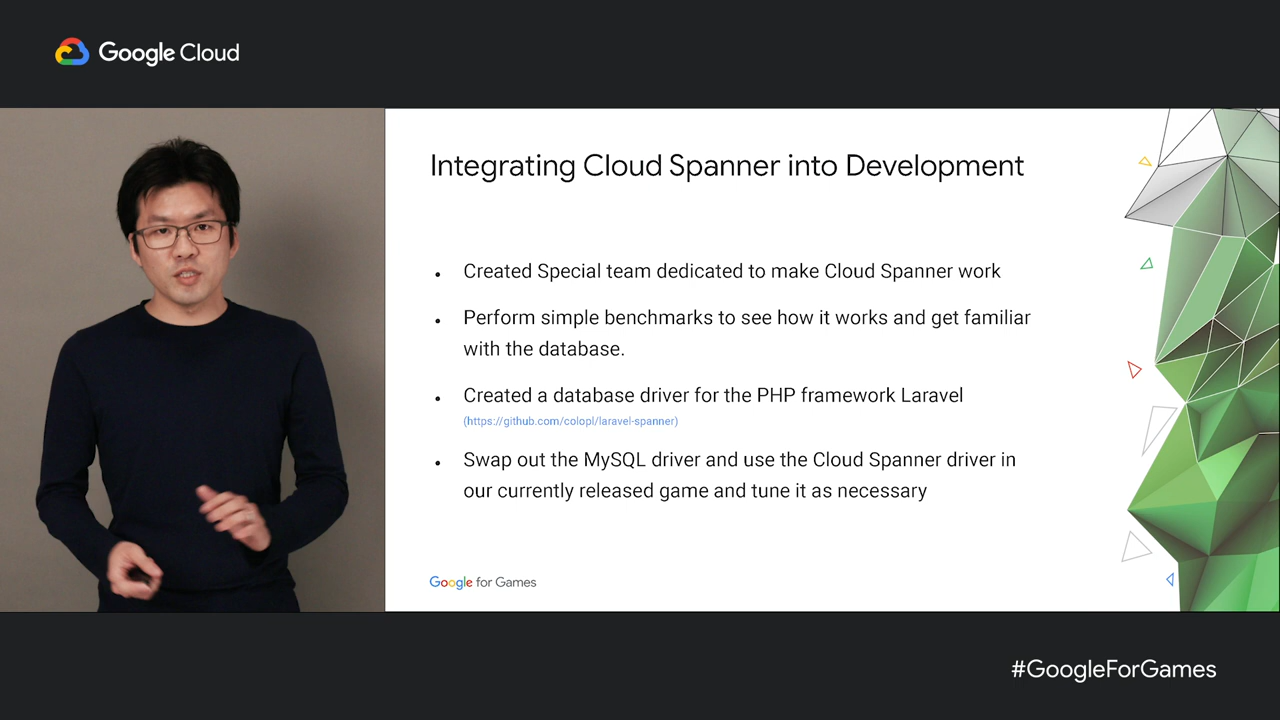 Google Cloud
Integrating Cloud Spanner into Development
• Created Special team dedicated to make Cloud Spanner work
• Perform simple benchmarks to see how it works and get familiar
with the database.
• Created a database driver for the PHP framework Laravel
(https://github.com/colopl/laravel-spanner)
• Swap out the MySQL driver and use the Cloud Spanner driver in
our currently released game and tune it as necessary
Google for Games
#GoogleForGames